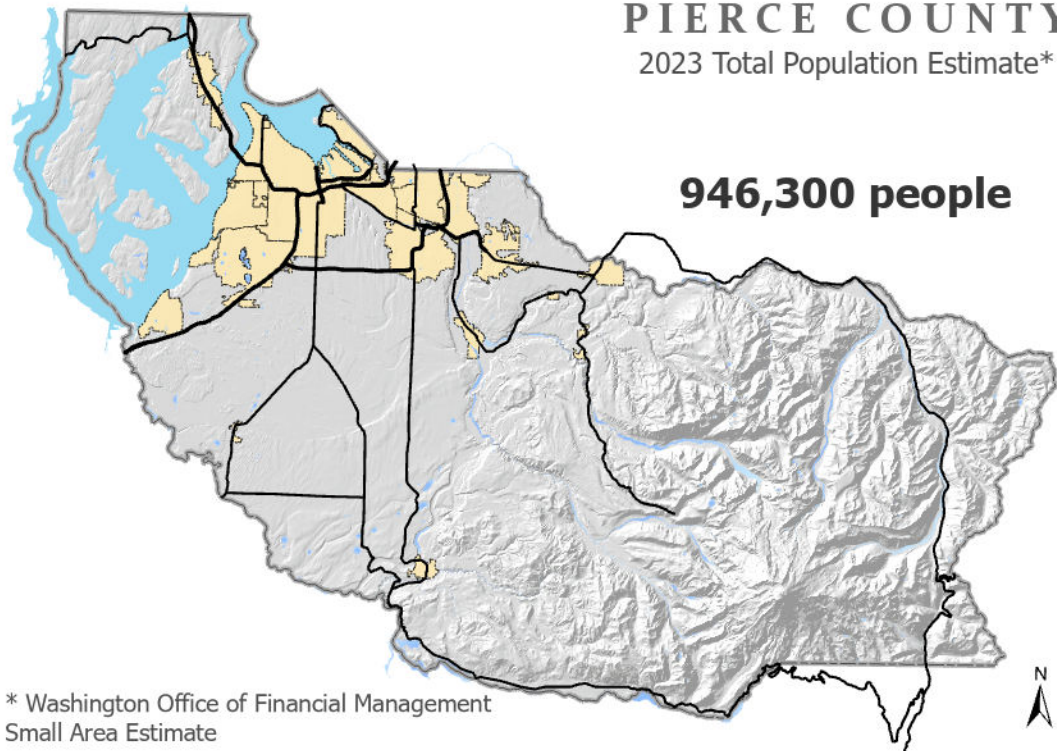 PIERCE COUNTY
2023 Total Population Estimate*
946,300 people
N
* Washington Office of Financial Management
Small Area Estimate